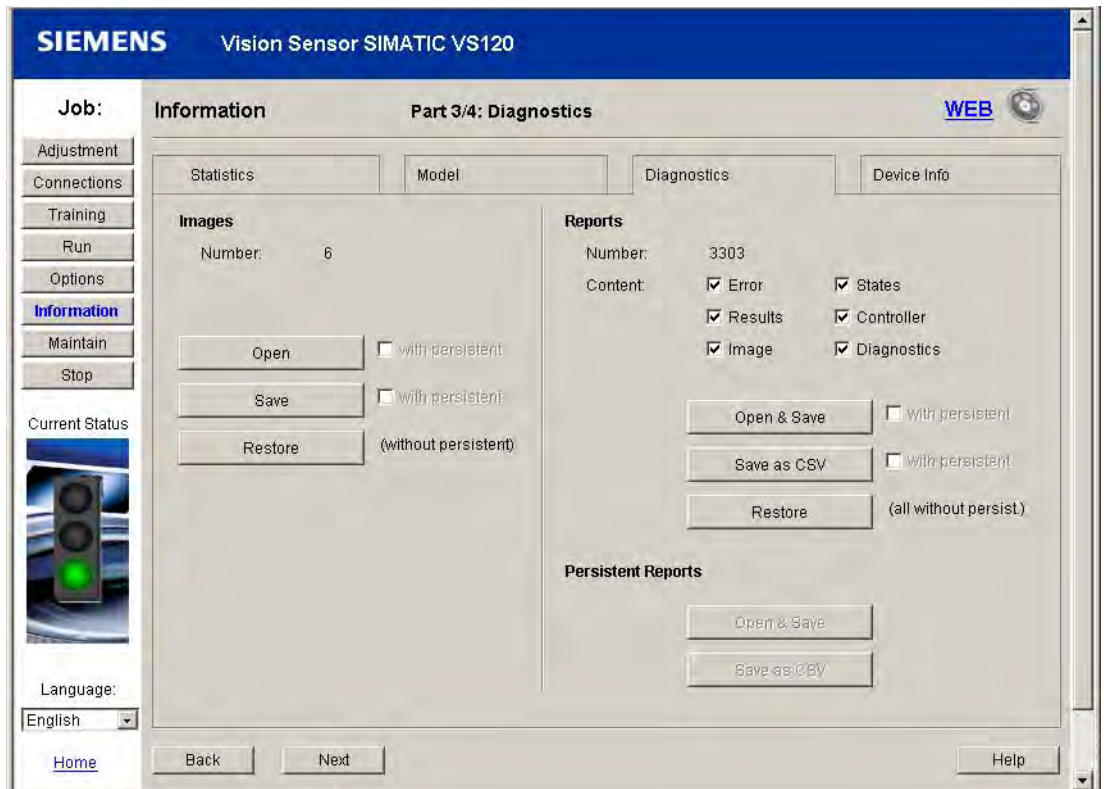 SIEMENS Vision Sensor SIMATIC VS120
Job:
Adjustment
Connections
Training
Run
Options
Information
Maintain
Stop
Current Status
Language:
English
Home
Information Part 3/4: Diagnostics WEB
Statistics Model Diagnostics Device Info
Images
Number: 6
Open with persistent
Save with persistent
Restore (without persistent)
Reports
Number: 3303
Content: Error States
Results Controller
Image Diagnostics
Open & Save with persistent
Save as CSV with persistent
Restore (all without persist.)
Persistent Reports
Open & Save
Save as CSV
Back Next Help